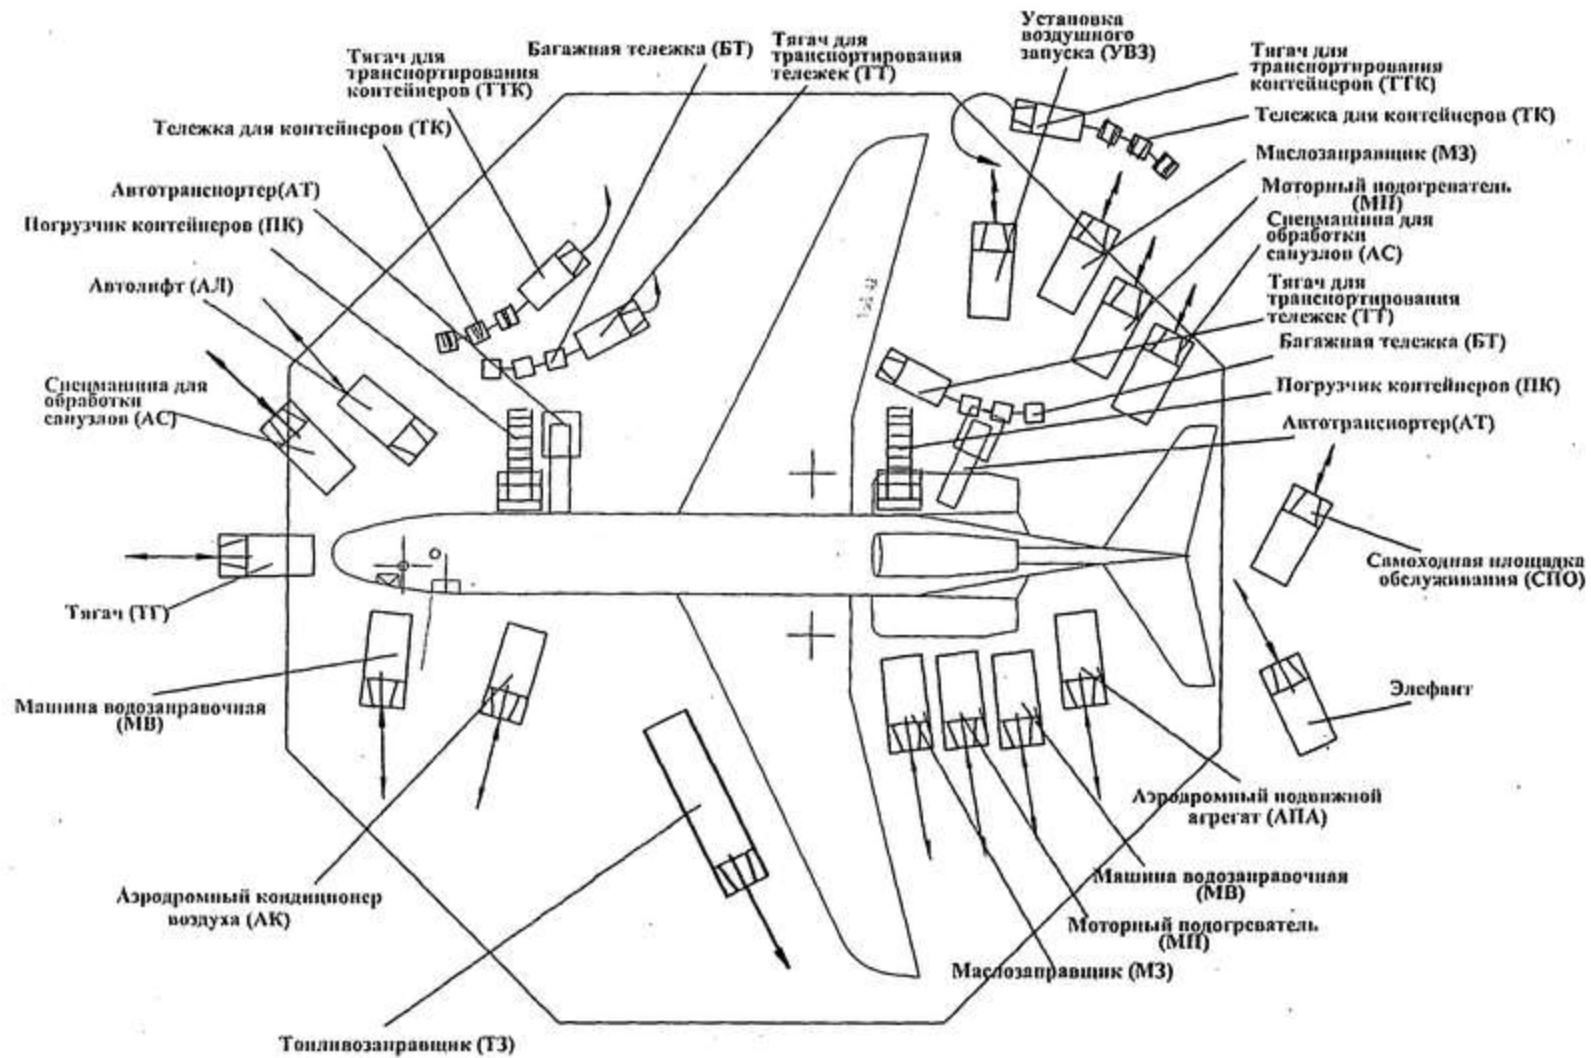 Установка
воздушного
запуска (УВЗ)
Тягач для
транспортирования
тележек (ТТ)
Багажная тележка (БТ)
Тягач для
транспортирования
контейнеров (ТТК)
Тележка для контейнеров (ТК)
Автотранспортер(АТ)
Погрузчик контейнеров (ПК)
Автолифт (АЛ)
Спецмашина для
обработки
санузлов (АС)
Тягач (ТГ)
Машина водозаправочная
(МВ)
Аэродромный кондиционер
воздуха (АК)
Топливозаправщик (ТЗ)
Тягач для
транспортирования
контейнеров (ТТК)
Тележка для контейнеров (ТК)
Маслозаправщик (МЗ)
Моторный подогреватель
(МП)
Спецмашина для
обработки
санузлов (АС)
Тягач для
транспортирования
тележек (ТТ)
Багажная тележка (БТ)
Погрузчик контейнеров (ПК)
Автотранспортер(АТ)
Самоходная площадка
обслуживания (СПО)
Элефант
Аэродромный подвижной
агрегат (АПА)
Машина водозаправочная
(МВ)
Моторный подогреватель
(МП)
Маслозаправщик (МЗ)